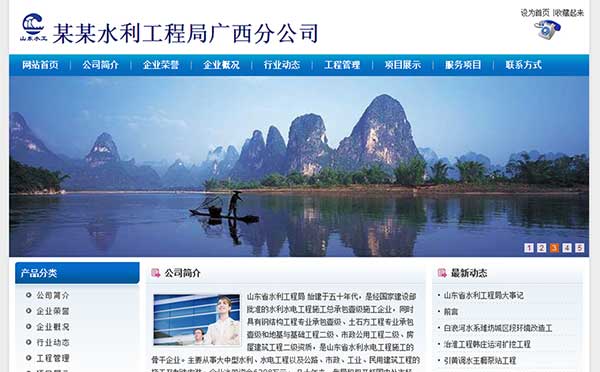 设为首页 |收藏起来
山东水工
某某水利工程局广西分公司
网站首页 公司简介 企业荣誉 企业概况 行业动态 工程管理 项目展示 服务项目 联系方式
1 2 3 4 5
产品分类
公司简介
企业荣誉
企业概况
行业动态
工程管理
公司简介
山东省水利工程局 始建于五十年代，是经国家建设部
批准的水利水电工程施工总承包壹级施工企业，同时
具有钢结构工程专业承包壹级、土石方工程专业承包
壹级和地基与基础工程二级、市政公用工程二级、房
屋建筑工程二级资质，是山东省水利水电工程施工的
骨干企业。主要从事大中型水利、水电工程以及公路、市政、工业、民用建筑工程的
最新动态
山东省水利工程局大事记
前言
白浪河水系潍坊城区段环境改造工
治淮工程韩庄运河扩挖工程
引黄调水王耨泵站工程